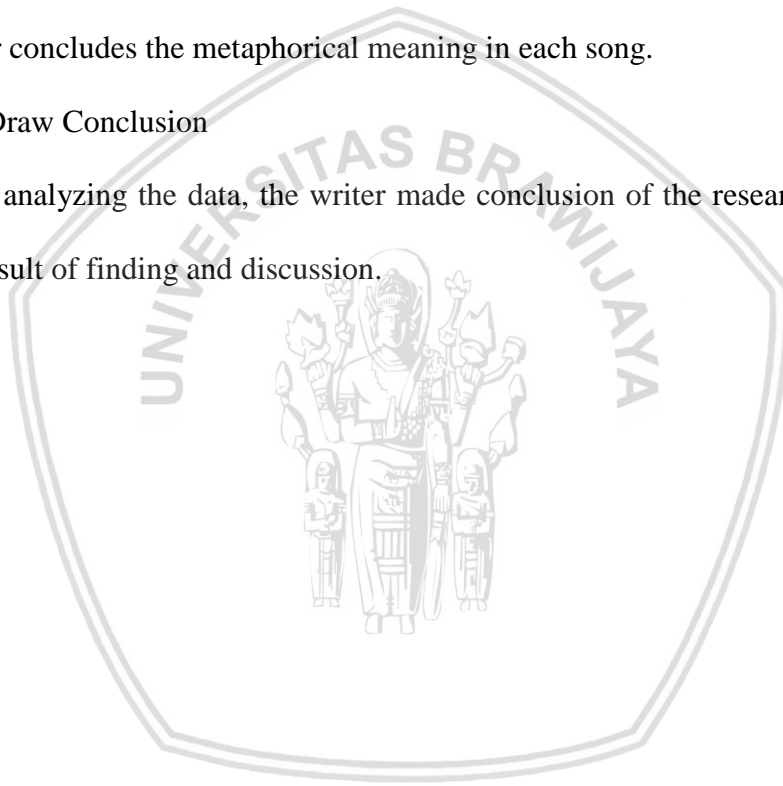 r concludes the metaphorical meaning in each song.
Draw Conclusion
analyzing the data, the writer made conclusion of the resear
sult of finding and discussion.
UNIVERSITAS BRAWIJAYA